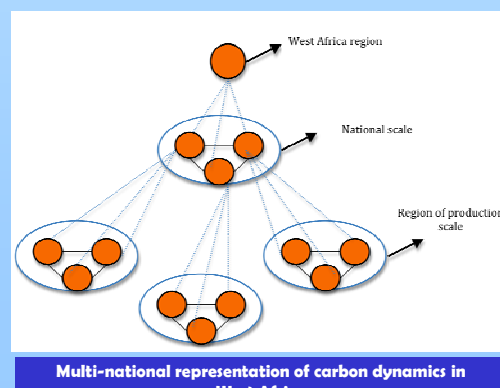 West Africa region
National scale
Region of production
scale
Multi-national representation of carbon dynamics in